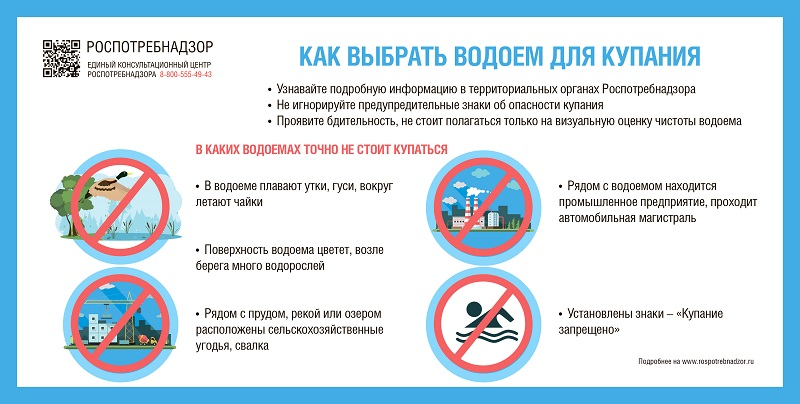 РОСПОТРЕБНАДЗОР
ЕДИНЫЙ КОНСУЛЬТАЦИОННЫЙ ЦЕНТР
РОСПОТРЕБНАДЗОРА 8-800-555-49-43
КАК ВЫБРАТЬ ВОДОЕМ ДЛЯ КУПАНИЯ
• Узнавайте подробную информацию в территориальных органах Роспотребнадзора
• Не игнорируйте предупредительные знаки об опасности купания
• Проявите бдительность, не стоит полагаться только на визуальную оценку чистоты водоема
В КАКИХ ВОДОЕМАХ ТОЧНО НЕ СТОИТ КУПАТЬСЯ
• В водоеме плавают утки, гуси, вокруг
летают чайки
• Поверхность водоема цветет, возле
берега много водорослей
• Рядом с прудом, рекой или озером
расположены сельскохозяйственные
угодья, свалка
• Рядом с водоемом находится
промышленное предприятие, проходит
автомобильная магистраль
• Установлены знаки – «Купание
запрещено»
Подробнее на www.rospotrebnadzor.ru